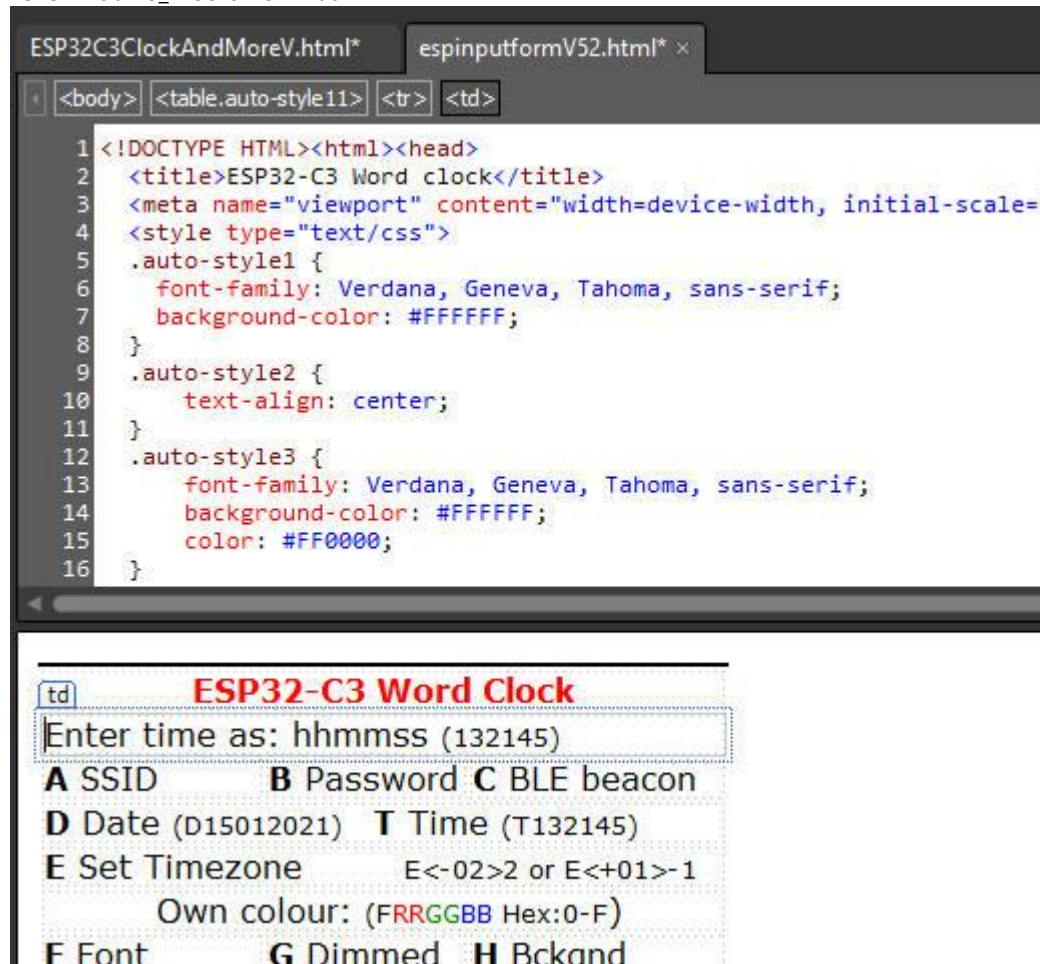 ESP32C3ClockAndMoreV.html* espinputformV52.html* ×
<body> <table.auto-style11> <tr> <td>
1 <!DOCTYPE HTML><html><head>
2 <title>ESP32-C3 Word clock</title>
3 <meta name="viewport" content="width=device-width, initial-scale=
4 <style type="text/css">
5 .auto-style1 {
6 font-family: Verdana, Geneva, Tahoma, sans-serif;
7 background-color: #FFFFFF;
8 }
9 .auto-style2 {
10 text-align: center;
11 }
12 .auto-style3 {
13 font-family: Verdana, Geneva, Tahoma, sans-serif;
14 background-color: #FFFFFF;
15 color: #FF0000;
16 }
td ESP32-C3 Word Clock
Enter time as: hhmmss (132145)
A SSID B Password C BLE beacon
D Date (D15012021) T Time (T132145)
E Set Timezone E<-02>2 or E<+01>-1
Own colour: (FRRGGBB Hex:0-F)
F Font G Dimmed H Bckgnd